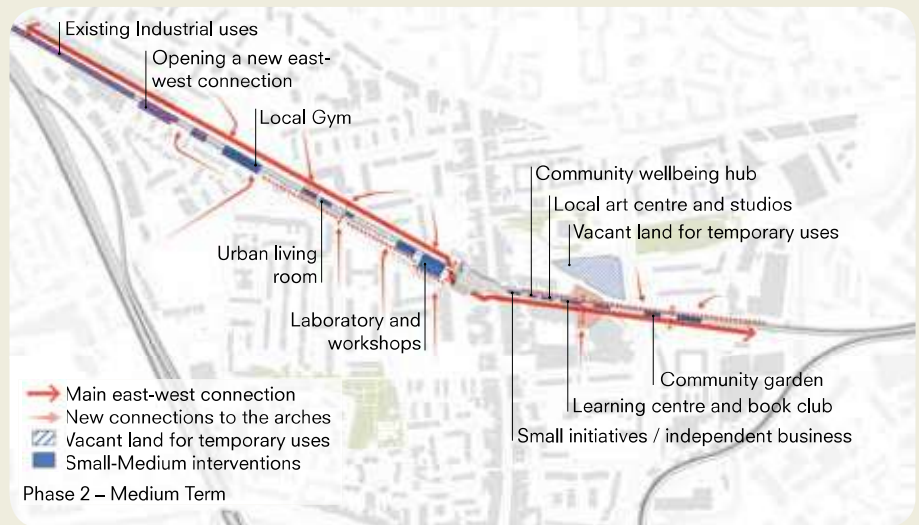 Existing Industrial uses
Opening a new east-
west connection
Local Gym
Community wellbeing hub
Local art centre and studios
Vacant land for temporary uses
Urban living
room
Laboratory and
workshops
Community garden
Learning centre and book club
Small initiatives / independent business
Main east-west connection
New connections to the arches
Vacant land for temporary uses
Small-Medium interventions
Phase 2 – Medium Term